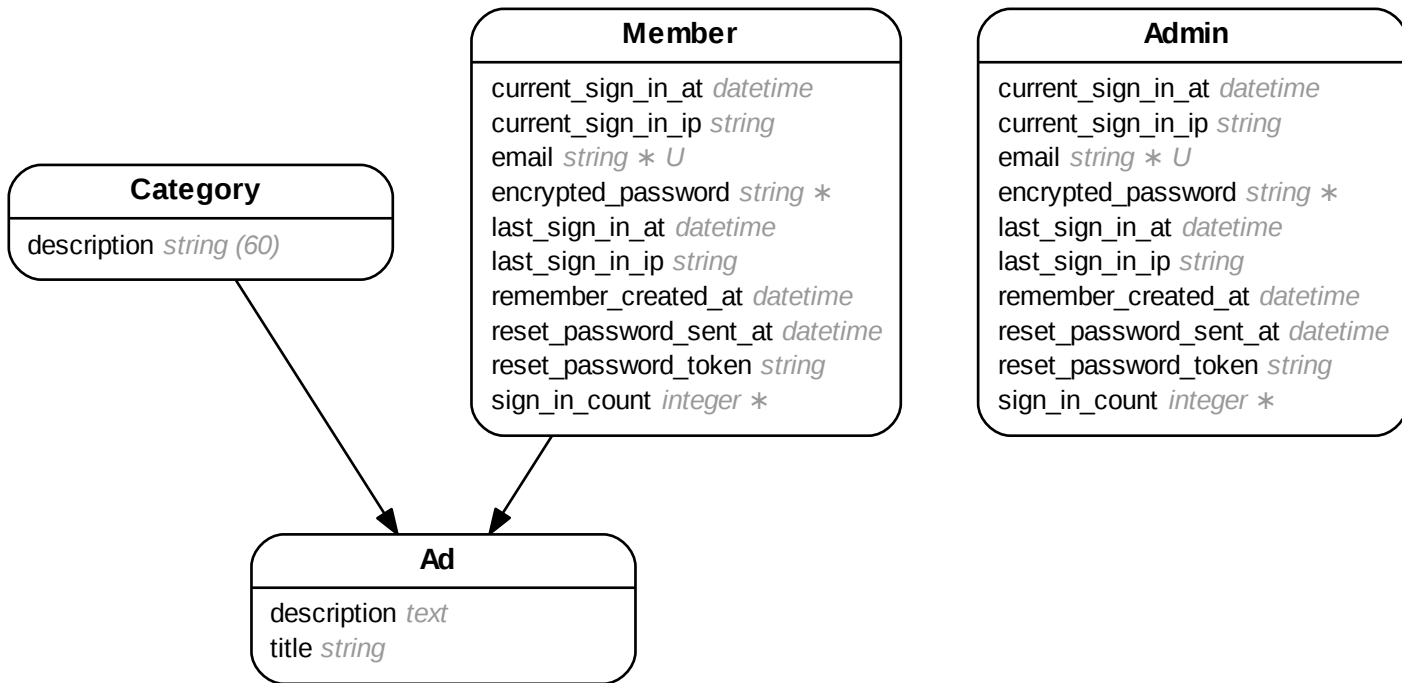 Member
current_sign_in_at datetime
current_sign_in_ip string
email string ∗ U
encrypted_password string ∗
last_sign_in_at datetime
last_sign_in_ip string
remember_created_at datetime
reset_password_sent_at datetime
reset_password_token string
sign_in_count integer ∗
Admin
current_sign_in_at datetime
current_sign_in_ip string
email string ∗ U
encrypted_password string ∗
last_sign_in_at datetime
last_sign_in_ip string
remember_created_at datetime
reset_password_sent_at datetime
reset_password_token string
sign_in_count integer ∗
Category
description string (60)
Ad
description text
title string